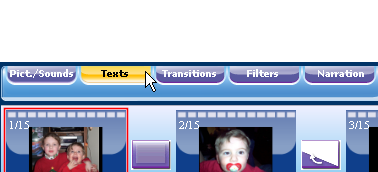 Pict./Sounds Texts Transitions Filters Narration
1/15 2/15 3/15